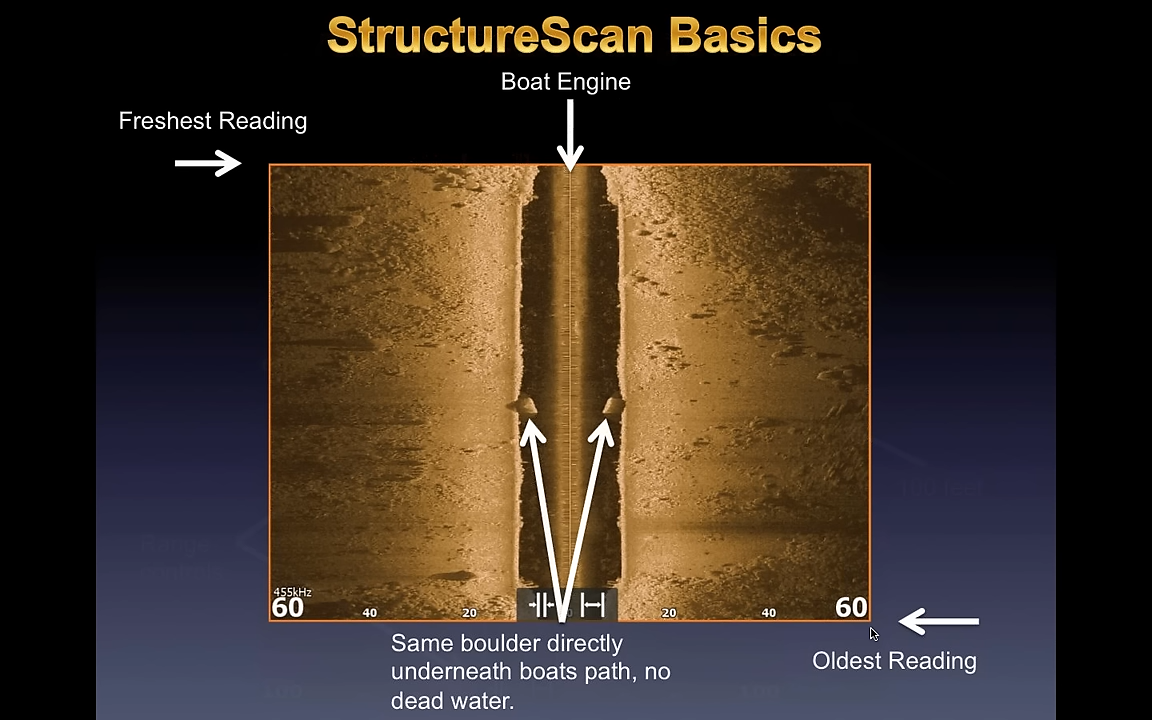 StructureScan Basics
Boat Engine
Freshest Reading
455kHz
60
40
20
20
40
60
Same boulder directly
underneath boats path, no
dead water.
Oldest Reading